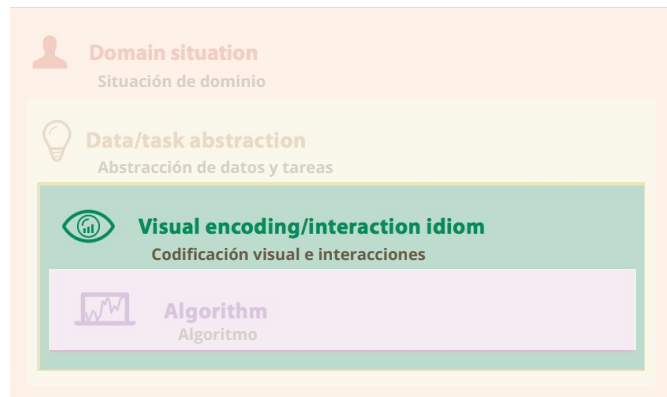 Domain situation
Situación de dominio
Data/task abstraction
Abstracción de datos y tareas
Visual encoding/interaction idiom
Codificación visual e interacciones
Algorithm
Algoritmo